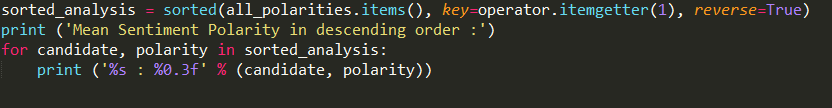 sorted_analysis = sorted(all_polarities.items(), key=operator.itemgetter(1), reverse=True)
print ('Mean Sentiment Polarity in descending order :')
for candidate, polarity in sorted_analysis:
    print ('%s : %0.3f' % (candidate, polarity))